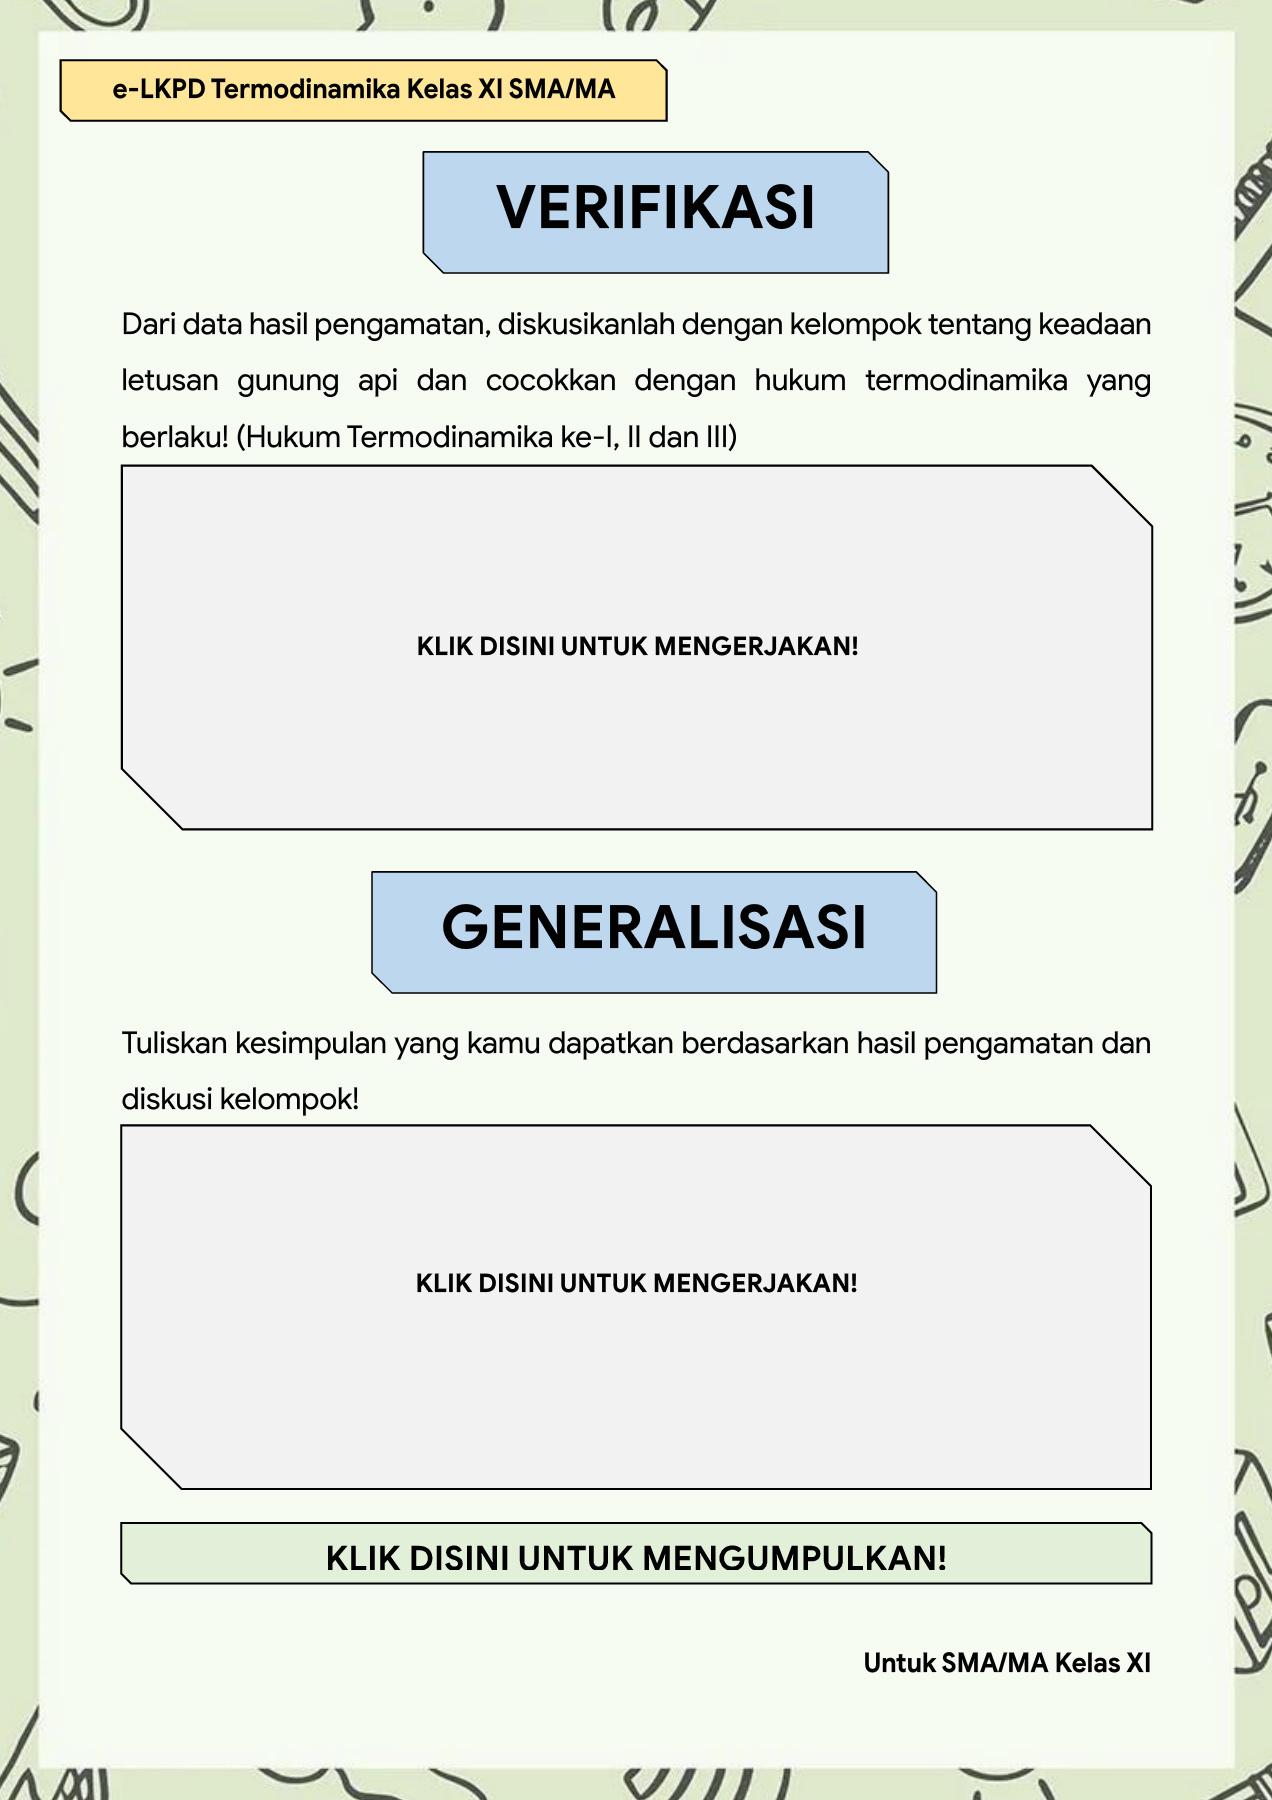 e-LKPD Termodinamika Kelas XI SMA/MA
VERIFIKASI
Dari data hasil pengamatan, diskusikanlah dengan kelompok tentang keadaan
letusan gunung api dan cocokkan dengan hukum termodinamika yang
berlaku! (Hukum Termodinamika ke-I, II dan III)
KLIK DISINI UNTUK MENGERJAKAN!
GENERALISASI
Tuliskan kesimpulan yang kamu dapatkan berdasarkan hasil pengamatan dan
diskusi kelompok!
KLIK DISINI UNTUK MENGERJAKAN!
KLIK DISINI UNTUK MENGUMPULKAN!
Untuk SMA/MA Kelas XI